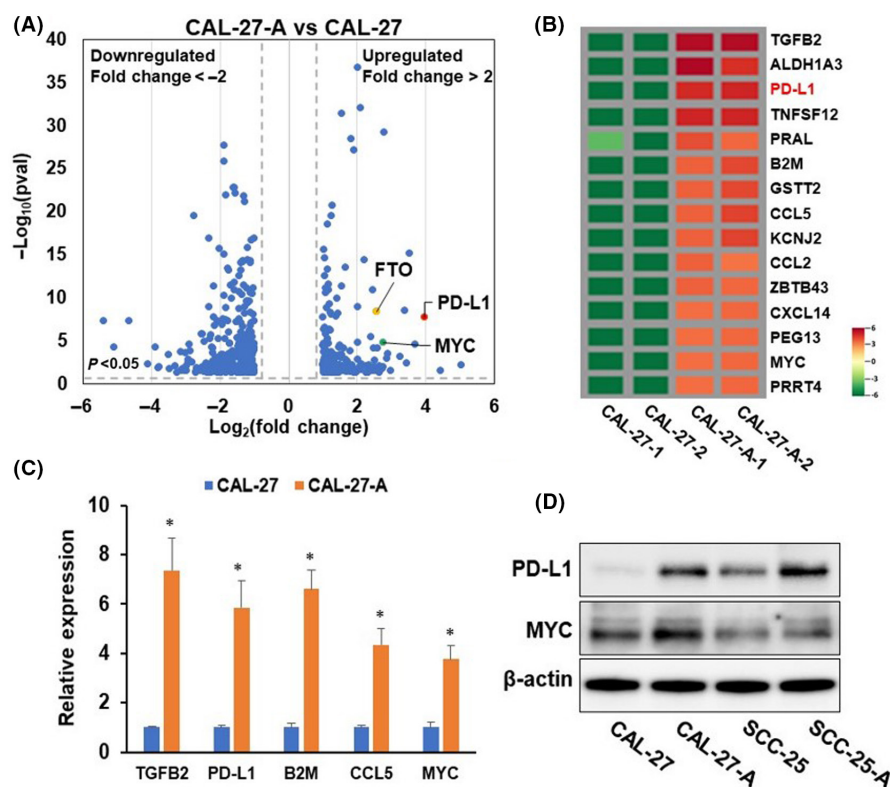 (A)
CAL-27-A vs CAL-27
Downregulated
Fold change < –2
Upregulated
Fold change > 2
–Log10(pval)
40
35
30
25
20
15
10
5
0
FTO
PD-L1
MYC
P < 0.05
–6 –4 –2 0 2 4 6
Log2(fold change)
(B)
TGFB2
ALDH1A3
PD-L1
TNFSF12
PRAL
B2M
GSTT2
CCL5
KCNJ2
CCL2
ZBTB43
CXCL14
PEG13
MYC
PRRT4
6
3
0
-3
-6
CAL-27-1
CAL-27-2
CAL-27-A-1
CAL-27-A-2
(C)
CAL-27 CAL-27-A
Relative expression
10
8
6
4
2
0
* * * * *
TGFB2 PD-L1 B2M CCL5 MYC
(D)
PD-L1
MYC
β-actin
CAL-27
CAL-27-A
SCC-25
SCC-25-A